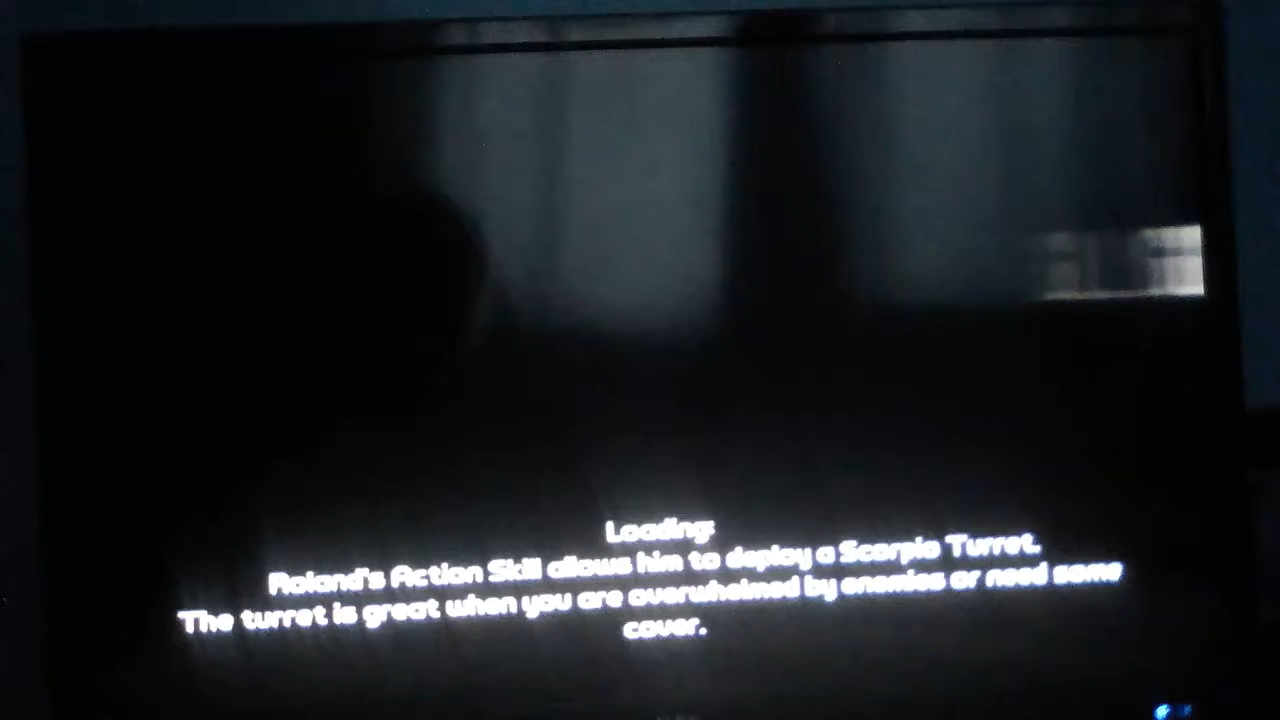 Loading:
Roland's Action Skill allows him to deploy a Scorpio Turret.
The turret is great when you are overwhelmed by enemies or need some
cover.